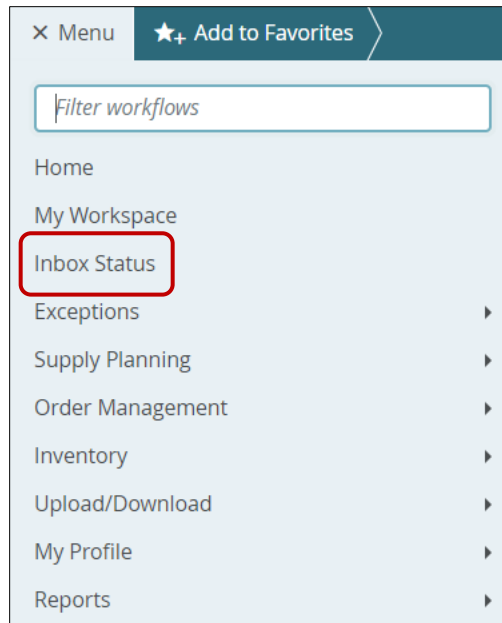 × Menu ★+ Add to Favorites
Filter workflows
Home
My Workspace
Inbox Status
Exceptions
Supply Planning
Order Management
Inventory
Upload/Download
My Profile
Reports